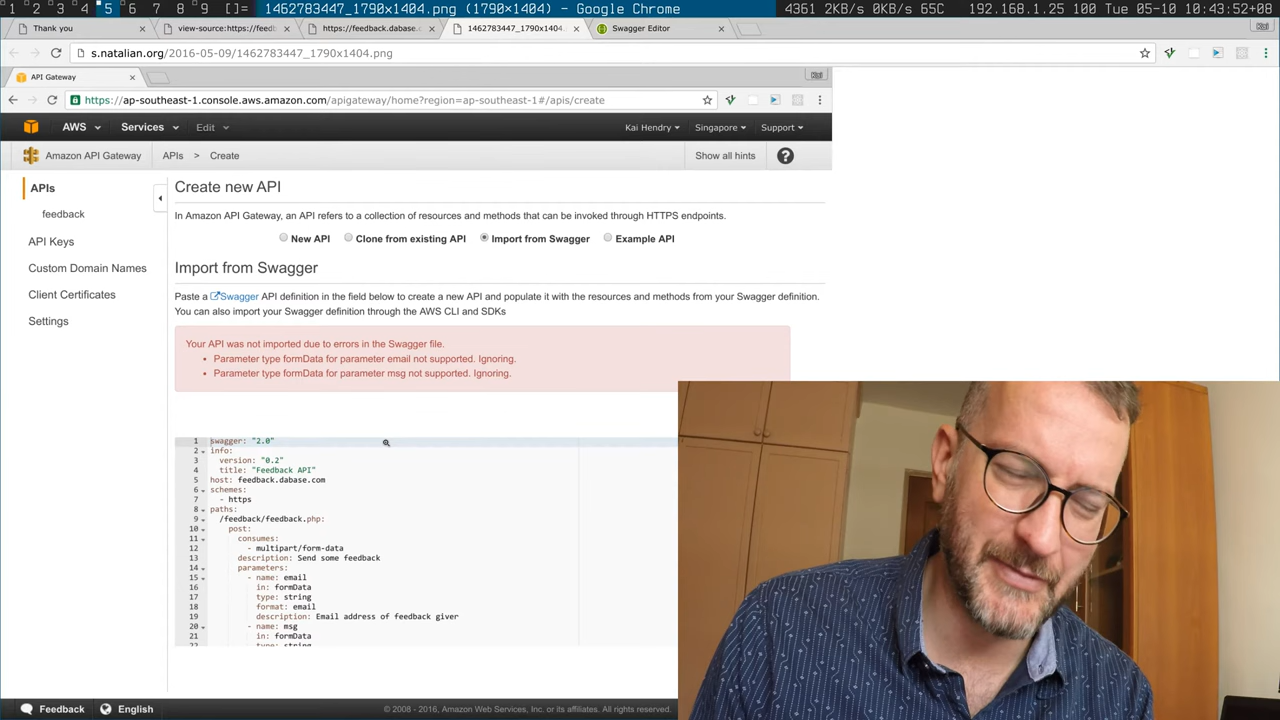 1 2 3 4 5 6 7 8 9 []= 1462783447_1790x1404.png (1790×1404) - Google Chrome 4361 2KB/s 0KB/s 65C 192.168.1.25 100 Tue 05-10 10:43:52+08
Thank you
view-source:https://feedb
https://feedback.dabase.c
1462783447_1790x1404.
Swagger Editor
Kai
s.natalian.org/2016-05-09/1462783447_1790x1404.png
API Gateway
Kai
https://ap-southeast-1.console.aws.amazon.com/apigateway/home?region=ap-southeast-1#/apis/create
AWS Services Edit Kai Hendry Singapore Support
Amazon API Gateway APIs > Create Show all hints ?
APIs
feedback
API Keys
Custom Domain Names
Client Certificates
Settings
Create new API
In Amazon API Gateway, an API refers to a collection of resources and methods that can be invoked through HTTPS endpoints.
New API Clone from existing API Import from Swagger Example API
Import from Swagger
Paste a Swagger API definition in the field below to create a new API and populate it with the resources and methods from your Swagger definition.
You can also import your Swagger definition through the AWS CLI and SDKs
Your API was not imported due to errors in the Swagger file.
• Parameter type formData for parameter email not supported. Ignoring.
• Parameter type formData for parameter msg not supported. Ignoring.
1 swagger: "2.0"
2 info:
3 version: "0.2"
4 title: "Feedback API"
5 host: feedback.dabase.com
6 schemes:
7 - https
8 paths:
9 /feedback/feedback.php:
10 post:
11 consumes:
12 - multipart/form-data
13 description: Send some feedback
14 parameters:
15 - name: email
16 in: formData
17 type: string
18 format: email
19 description: Email address of feedback giver
20 - name: msg
21 in: formData
22 type: string
Feedback English © 2008 - 2016, Amazon Web Services, Inc. or its affiliates. All rights reserved.